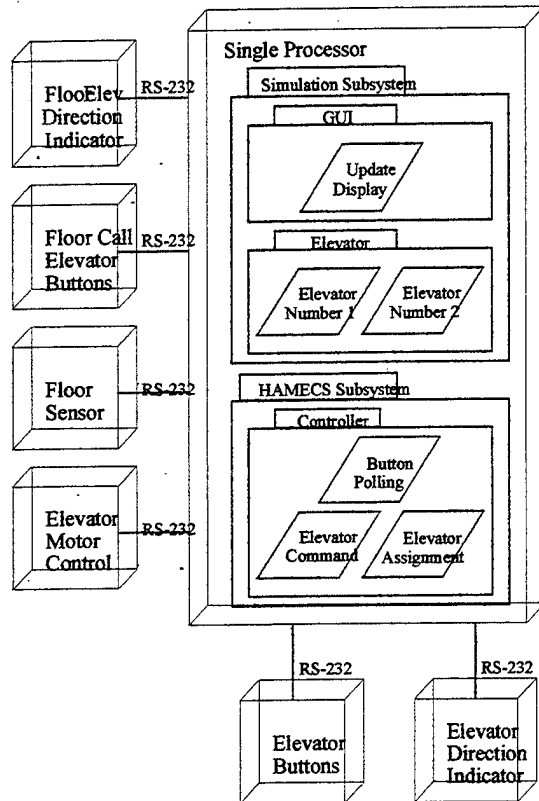 Single Processor
Simulation Subsystem
GUI
Update
Display
Elevator
Elevator
Number 1
Elevator
Number 2
HAMECS Subsystem
Controller
Button
Polling
Elevator
Command
Elevator
Assignment
FlooElev
Direction
Indicator
RS-232
Floor Call
Elevator
Buttons
RS-232
Floor
Sensor
RS-232
Elevator
Motor
Control
RS-232
RS-232
Elevator
Buttons
RS-232
Elevator
Direction
Indicator